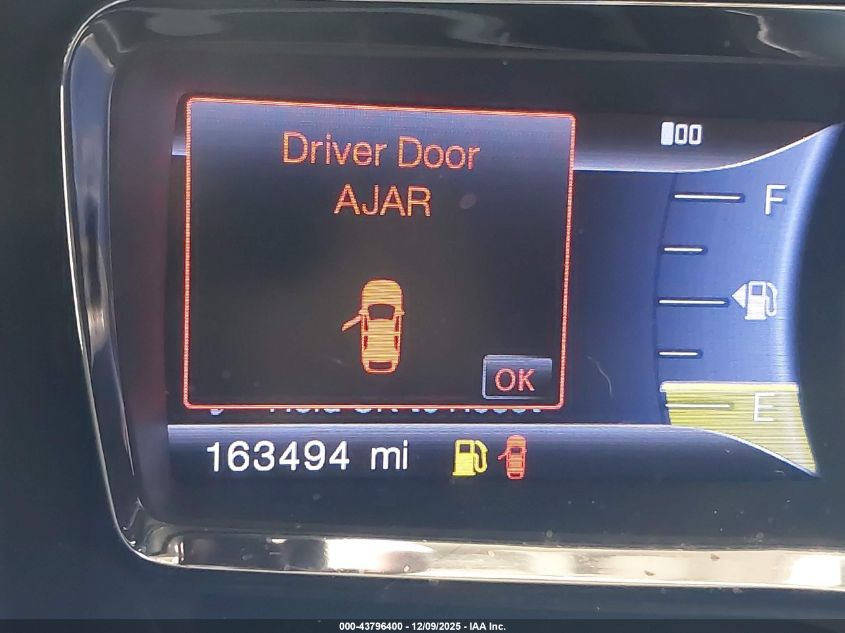 Driver Door
AJAR
F
OK
E
163494 mi
000-43796400 - 12/09/2025 - IAA Inc.